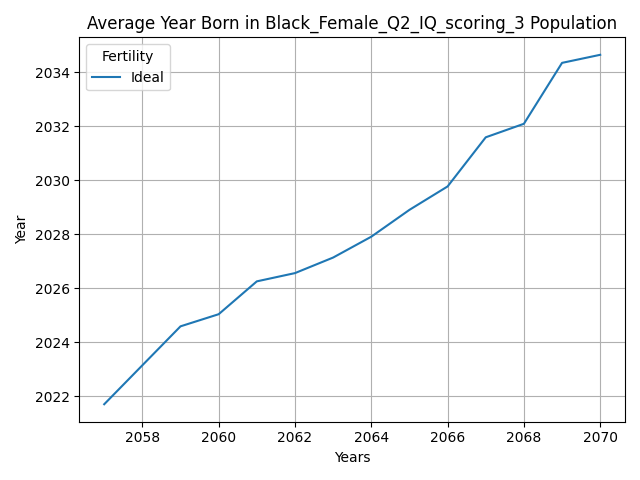 Average Year Born in Black_Female_Q2_IQ_scoring_3 Population
Fertility
Ideal
2034
2032
2030
2028
2026
2024
2022
Year
2058 2060 2062 2064 2066 2068 2070
Years